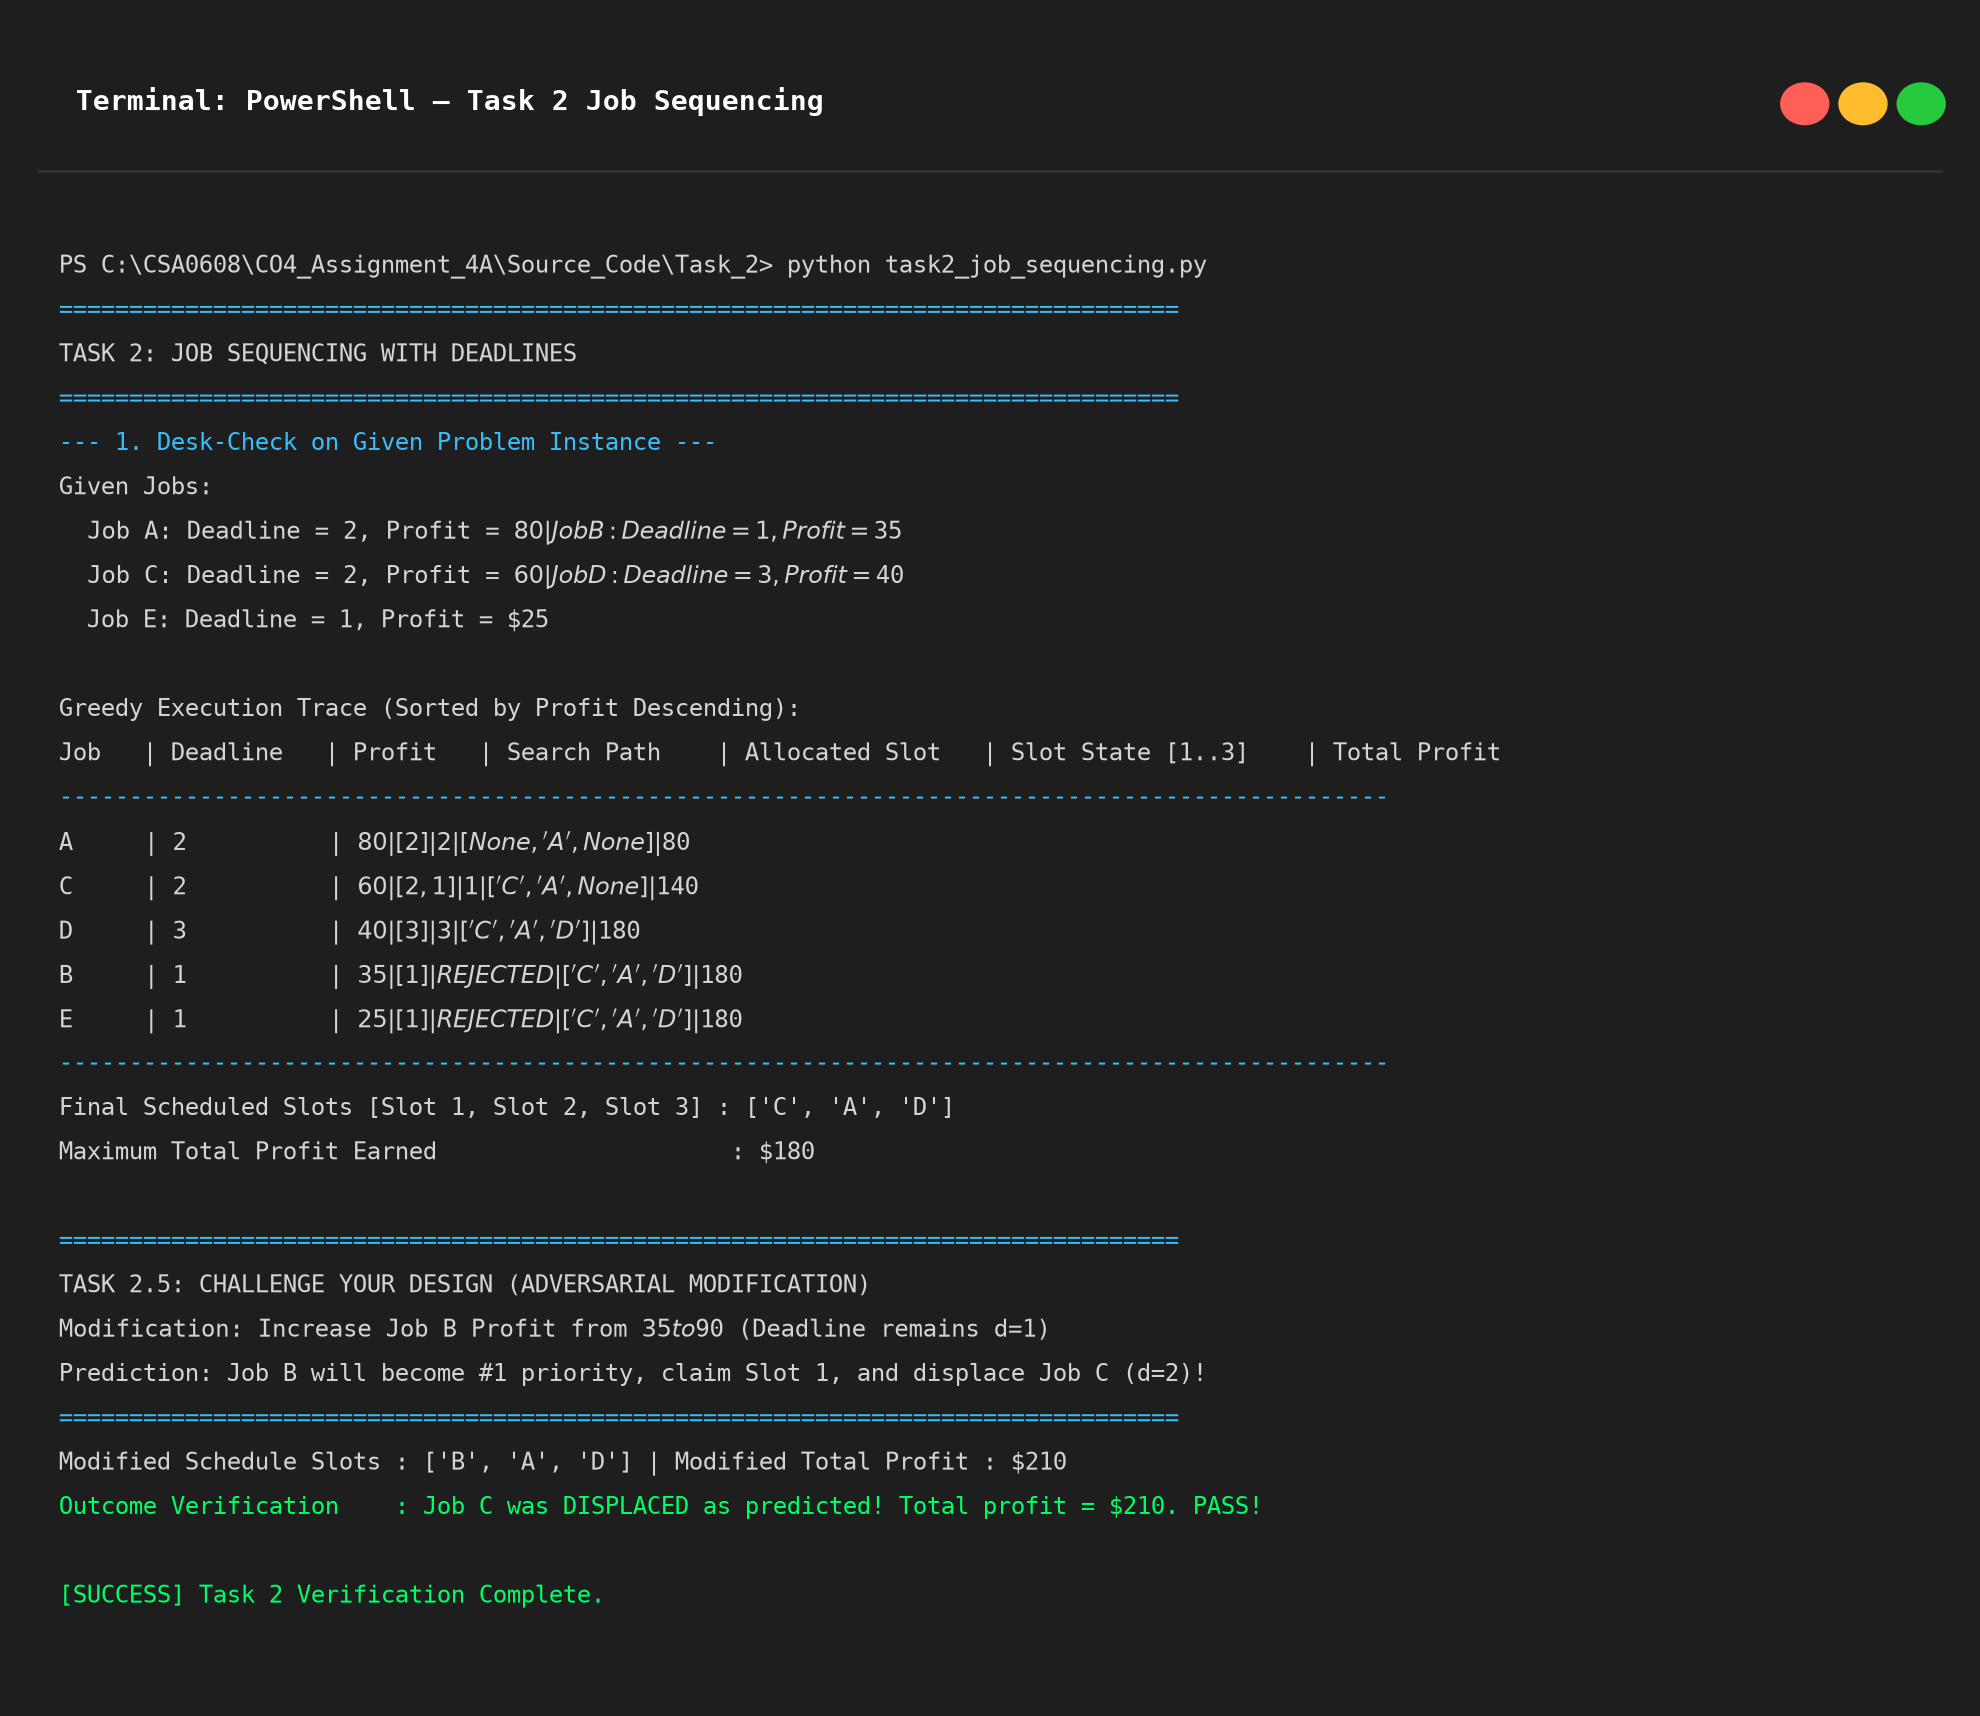 Terminal: PowerShell — Task 2 Job Sequencing
PS C:\CSA0608\CO4_Assignment_4A\Source_Code\Task_2> python task2_job_sequencing.py
================================================================================
TASK 2: JOB SEQUENCING WITH DEADLINES
================================================================================
--- 1. Desk-Check on Given Problem Instance ---
Given Jobs:
  Job A: Deadline = 2, Profit = 80|JobB:Deadline=1,Profit=35
  Job C: Deadline = 2, Profit = 60|JobD:Deadline=3,Profit=40
  Job E: Deadline = 1, Profit = $25
Greedy Execution Trace (Sorted by Profit Descending):
Job   | Deadline   | Profit   | Search Path    | Allocated Slot   | Slot State [1..3]    | Total Profit
-----------------------------------------------------------------------------------------------
A     | 2          | 80|[2]|2|[None,'A',None]|80
C     | 2          | 60|[2,1]|1|['C','A',None]|140
D     | 3          | 40|[3]|3|['C','A','D']|180
B     | 1          | 35|[1]|REJECTED|['C','A','D']|180
E     | 1          | 25|[1]|REJECTED|['C','A','D']|180
-----------------------------------------------------------------------------------------------
Final Scheduled Slots [Slot 1, Slot 2, Slot 3] : ['C', 'A', 'D']
Maximum Total Profit Earned                     : $180
================================================================================
TASK 2.5: CHALLENGE YOUR DESIGN (ADVERSARIAL MODIFICATION)
Modification: Increase Job B Profit from 35to90 (Deadline remains d=1)
Prediction: Job B will become #1 priority, claim Slot 1, and displace Job C (d=2)!
================================================================================
Modified Schedule Slots : ['B', 'A', 'D'] | Modified Total Profit : $210
Outcome Verification    : Job C was DISPLACED as predicted! Total profit = $210. PASS!
[SUCCESS] Task 2 Verification Complete.